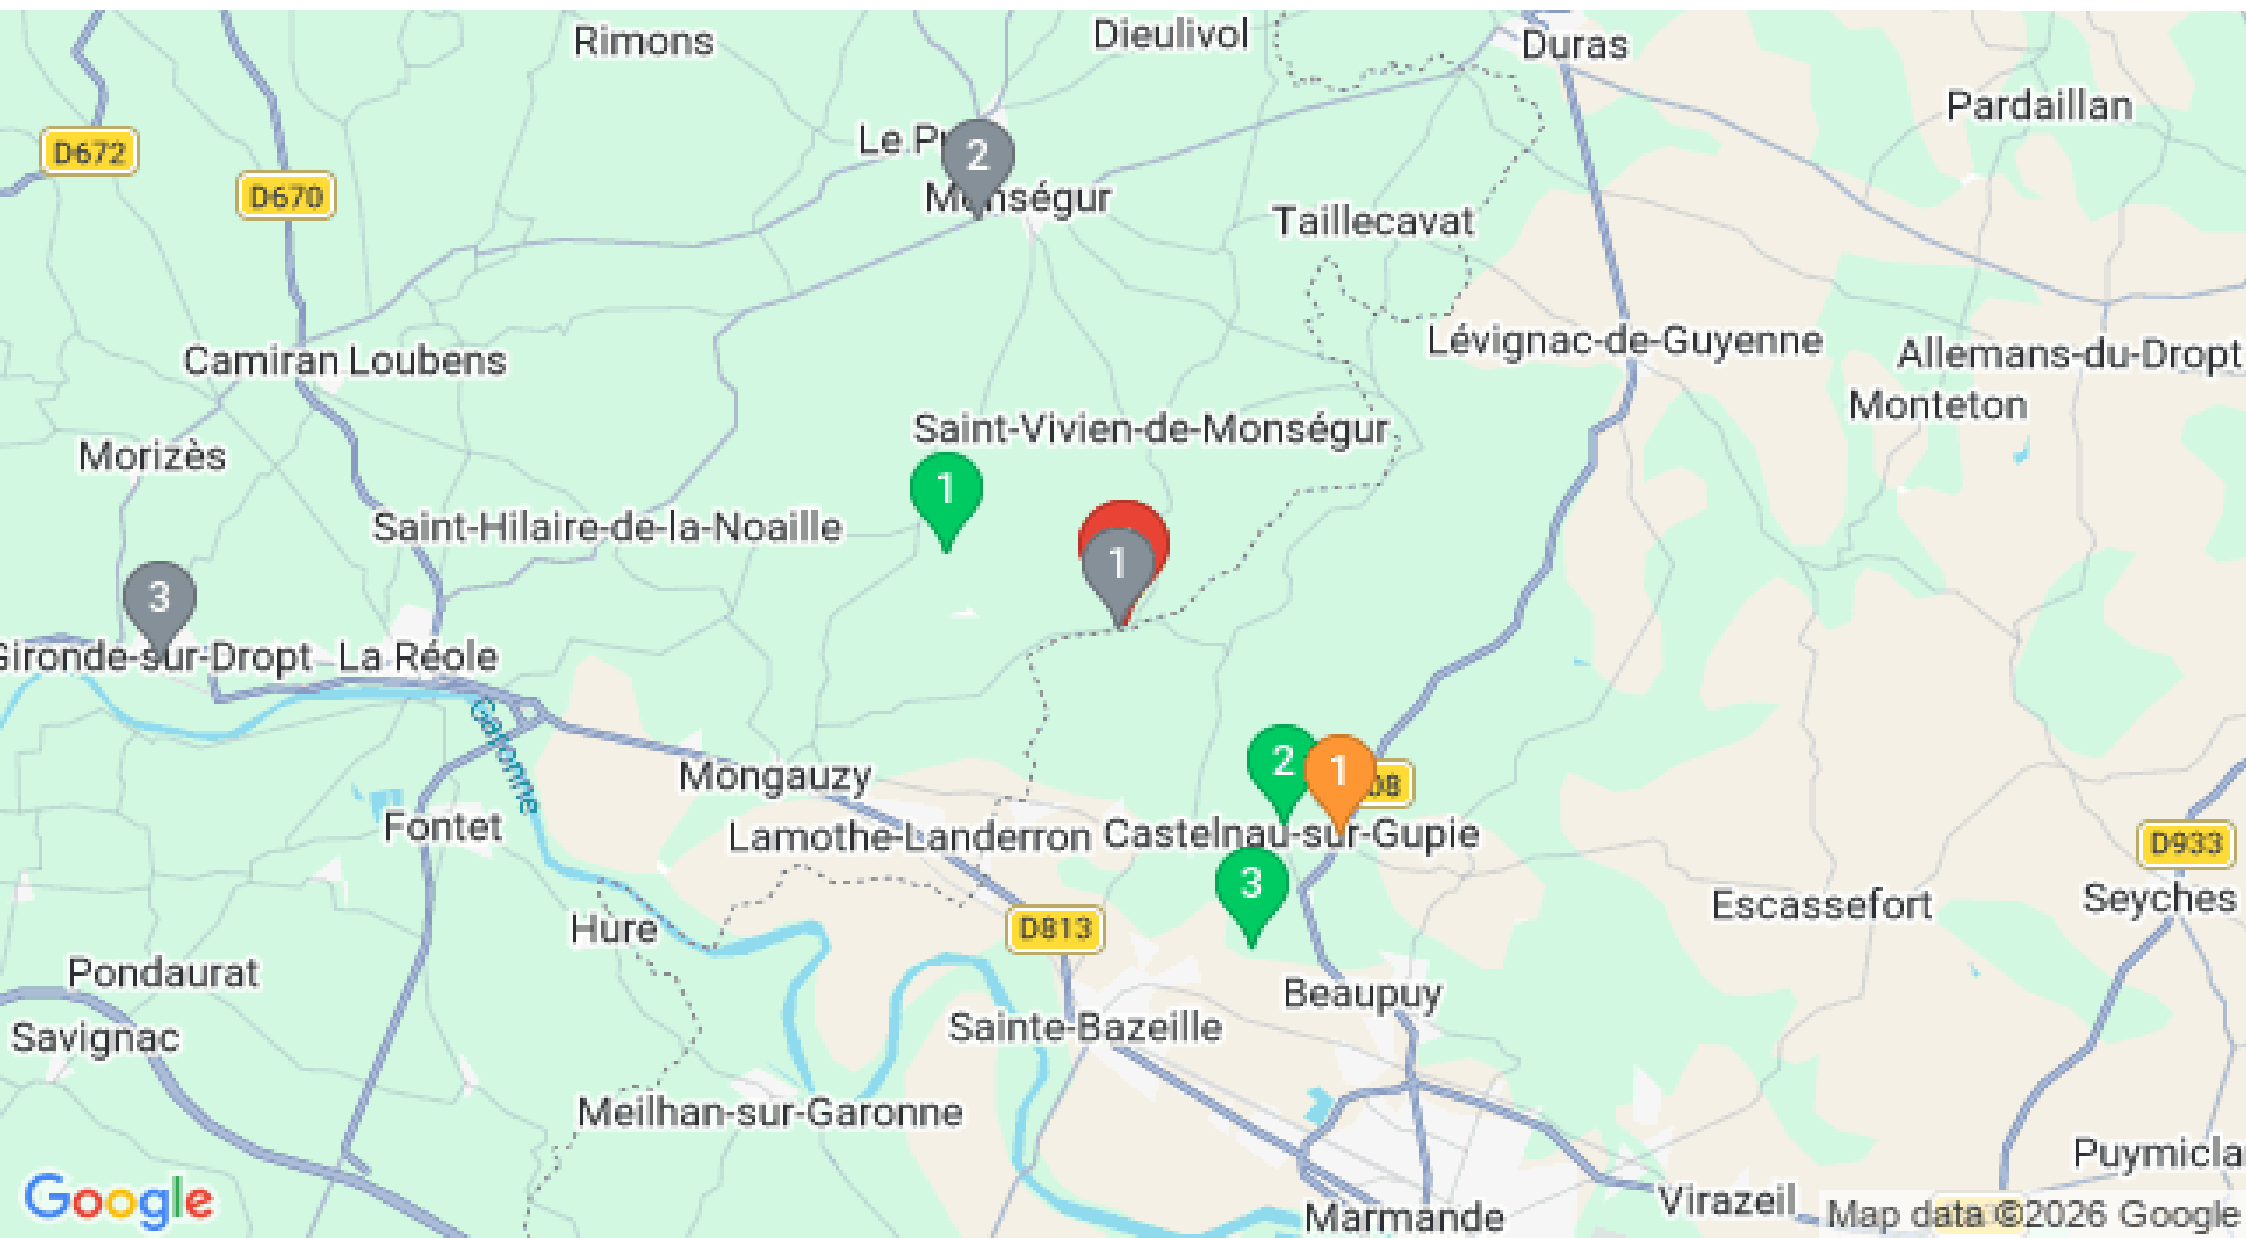 Rimons
Dieulivol
Duras
Pardaillan
D672
Le
2
D670
Monségur
Taillecavat
Lévignac-de-Guyenne
Camiran Loubens
Allemans-du-Dropt
Monteton
Saint-Vivien-de-Monségur
Morizès
1
Saint-Hilaire-de-la-Noaille
1
3
Gironde-sur-Dropt
La Réole
Garonne
2
1
Mongauzy
Fontet
Lamothe-Landerron
Castelnau-sur-Gupie
D933
3
Escassefort
Seyches
Hure
D813
Pondaurat
Beaupuy
Savignac
Sainte-Bazeille
Meilhan-sur-Garonne
Google
Virazeil
Marmande
Map data ©2026 Google